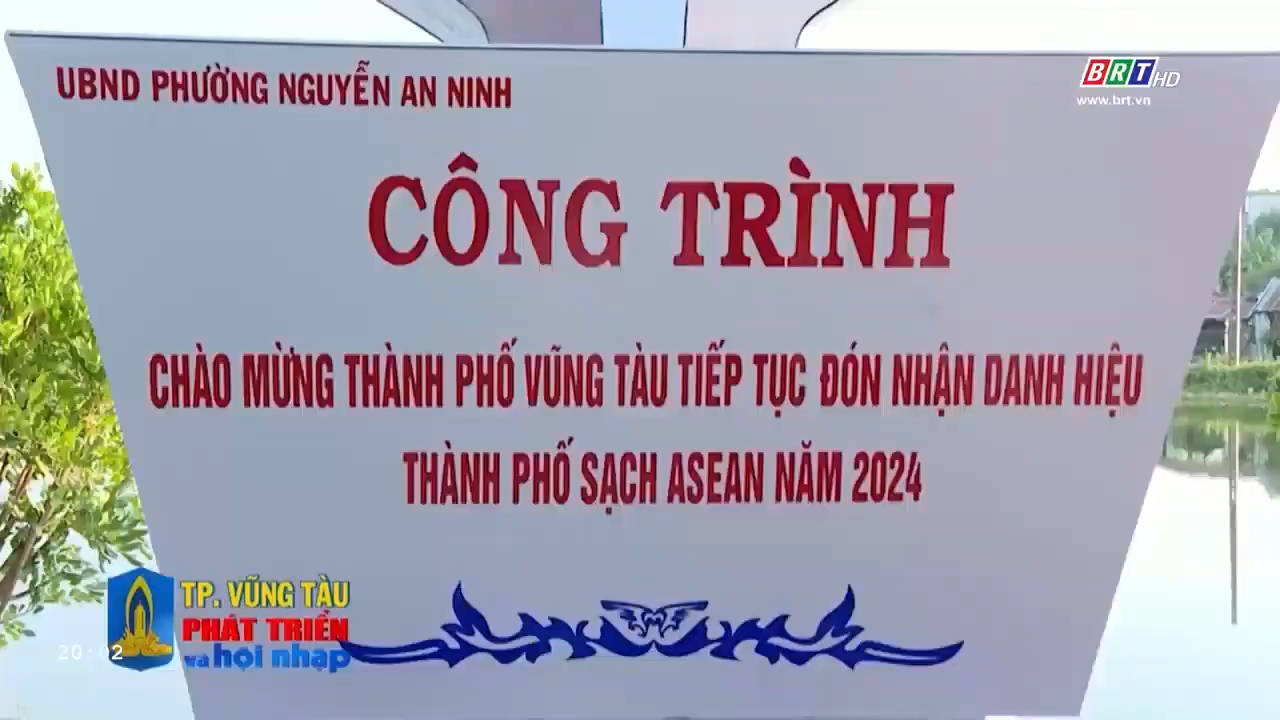 UBND PHƯỜNG NGUYỄN AN NINH
BRT HD
www.brt.vn
CÔNG TRÌNH
CHÀO MỪNG THÀNH PHỐ VŨNG TÀU TIẾP TỤC ĐÓN NHẬN DANH HIỆU
THÀNH PHỐ SẠCH ASEAN NĂM 2024
TP. VŨNG TÀU
PHÁT TRIỂN
và hội nhập
20:02